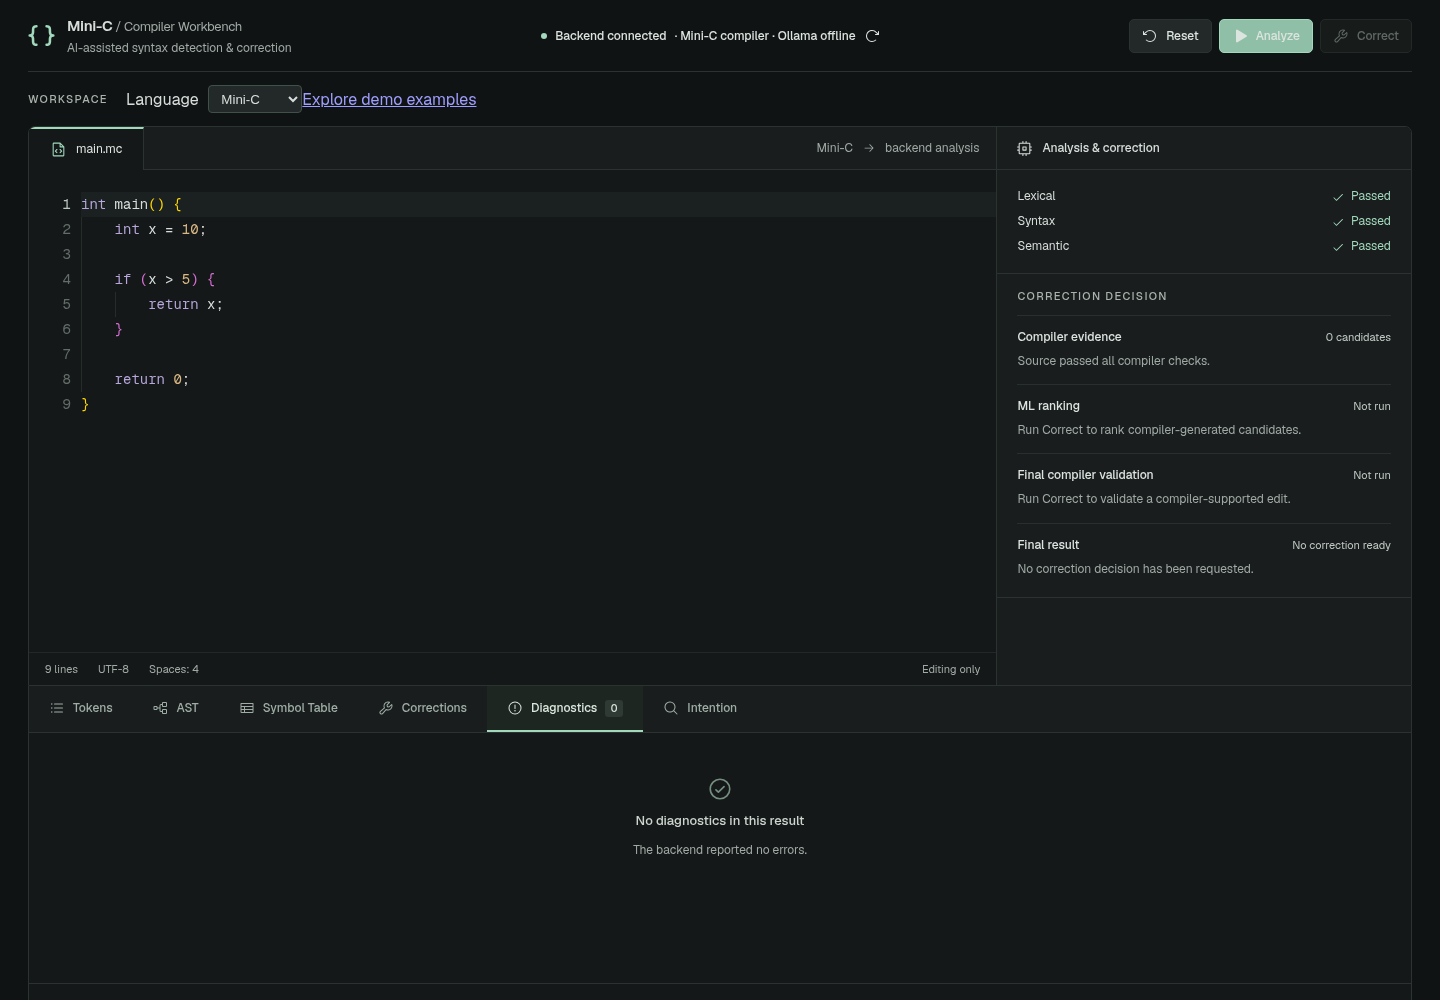 Mini-C / Compiler Workbench
AI-assisted syntax detection & correction
Backend connected · Mini-C compiler · Ollama offline
Reset
Analyze
Correct
WORKSPACE
Language
Mini-C
Explore demo examples
main.mc
Mini-C → backend analysis
1 int main() {
2     int x = 10;
3
4     if (x > 5) {
5         return x;
6     }
7
8     return 0;
9 }
9 lines
UTF-8
Spaces: 4
Editing only
Analysis & correction
Lexical Passed
Syntax Passed
Semantic Passed
CORRECTION DECISION
Compiler evidence 0 candidates
Source passed all compiler checks.
ML ranking Not run
Run Correct to rank compiler-generated candidates.
Final compiler validation Not run
Run Correct to validate a compiler-supported edit.
Final result No correction ready
No correction decision has been requested.
Tokens
AST
Symbol Table
Corrections
Diagnostics 0
Intention
No diagnostics in this result
The backend reported no errors.